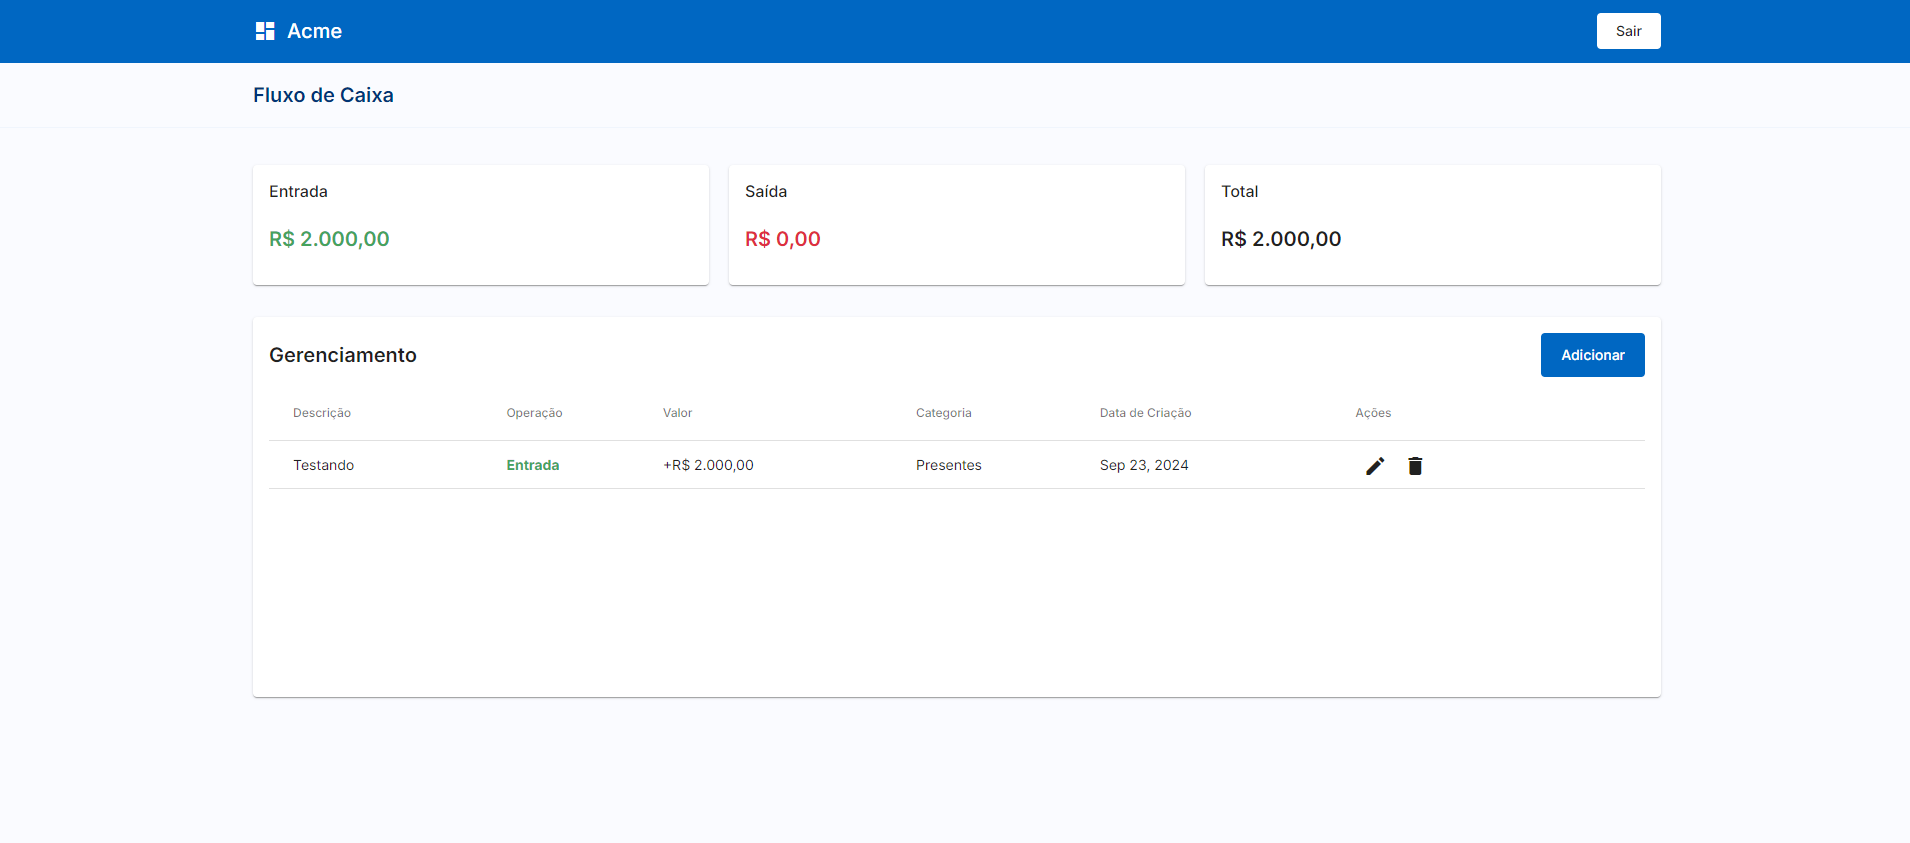 Acme
Sair
Fluxo de Caixa
Entrada
Saída
Total
R$ 2.000,00
R$ 0,00
R$ 2.000,00
Gerenciamento
Adicionar
Descrição Operação Valor Categoria Data de Criação Ações
Testando Entrada +R$ 2.000,00 Presentes Sep 23, 2024